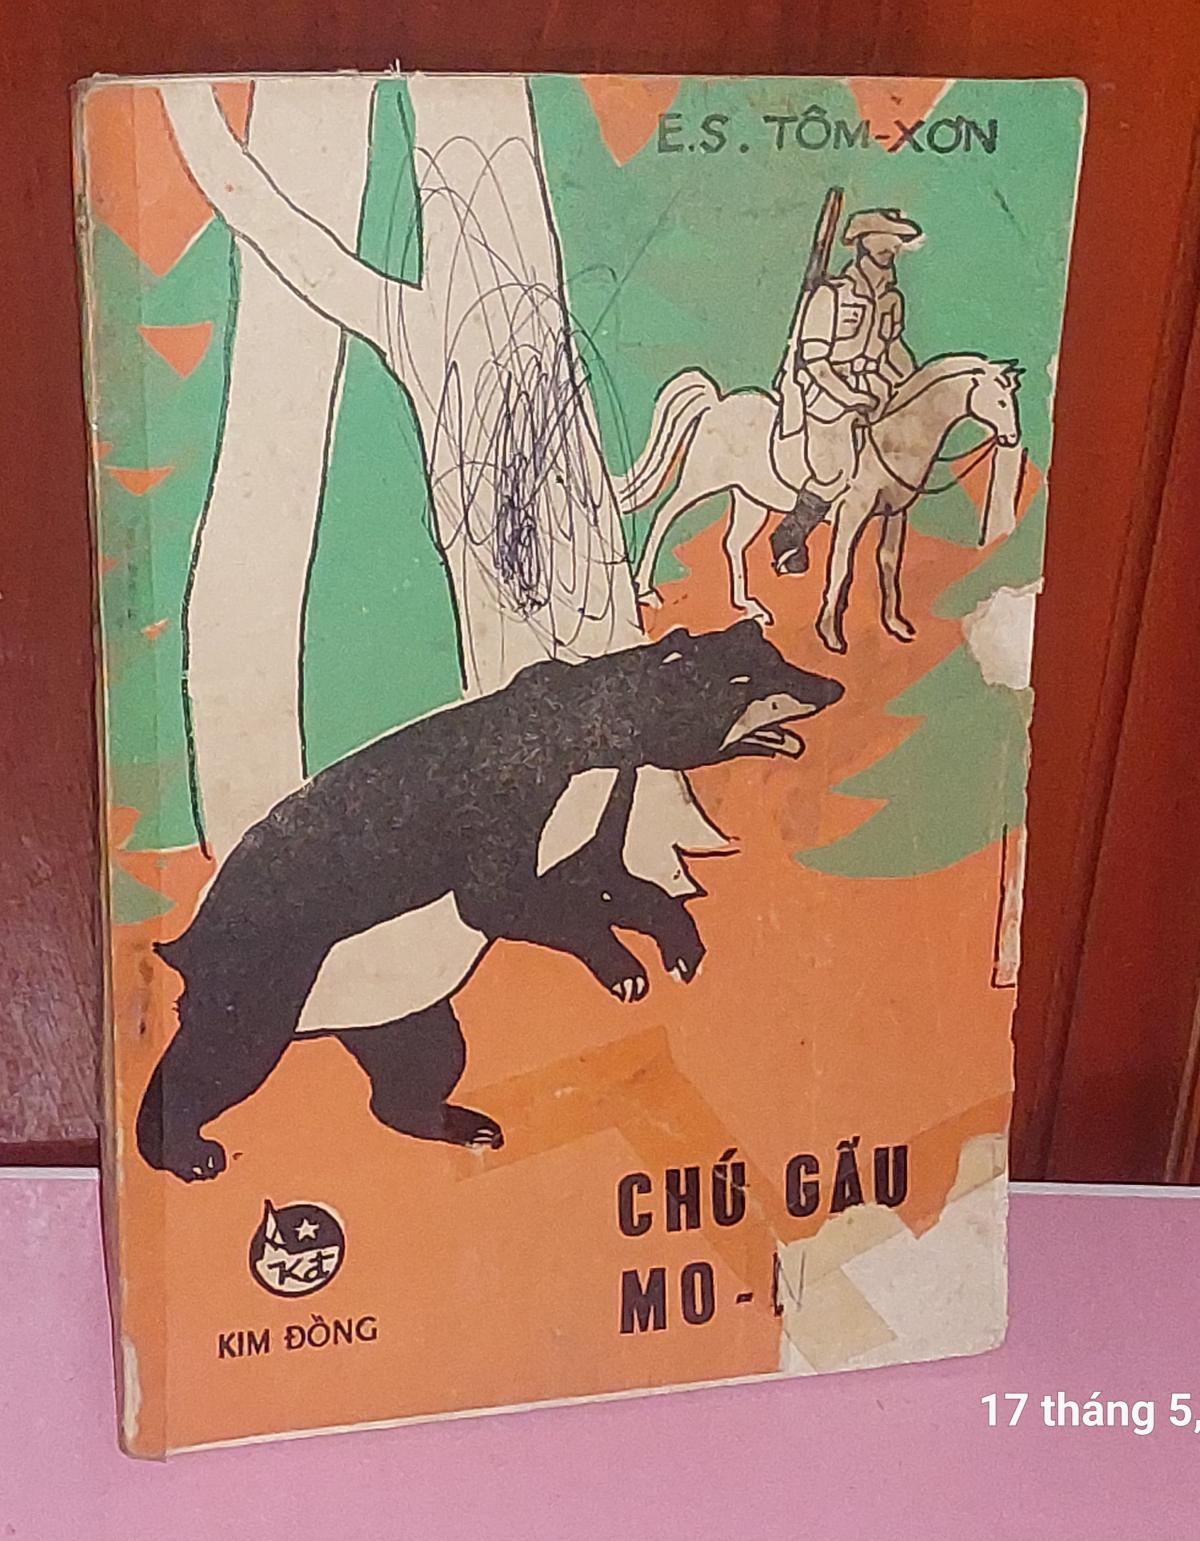 E.S. TÔM-XƠN
CHÚ GẤU
MO-N
Kđ
KIM ĐỒNG
17 tháng 5,